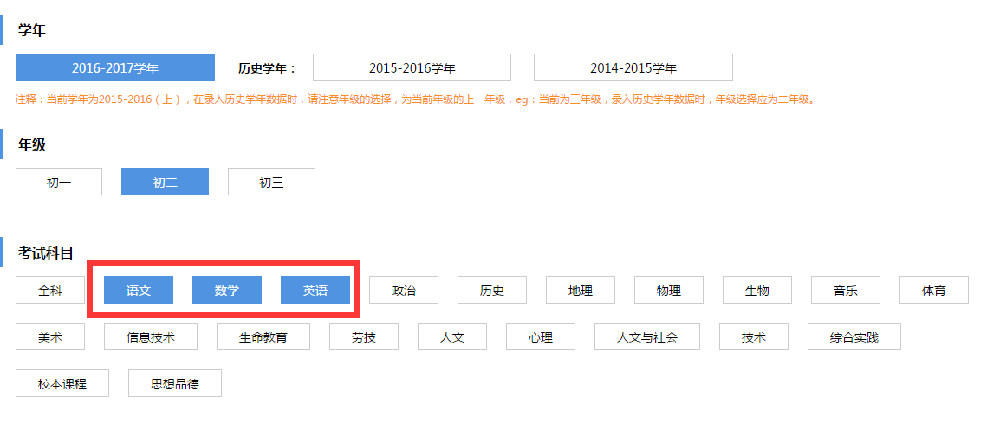 学年
2016-2017学年 历史学年： 2015-2016学年 2014-2015学年
注释：当前学年为2015-2016（上），在录入历史学年数据时，请注意年级的选择，为当前年级的上一年级，eg：当前为三年级，录入历史学年数据时，年级选择应为二年级。
年级
初一 初二 初三
考试科目
全科 语文 数学 英语 政治 历史 地理 物理 生物 音乐 体育
美术 信息技术 生命教育 劳技 人文 心理 人文与社会 技术 综合实践
校本课程 思想品德